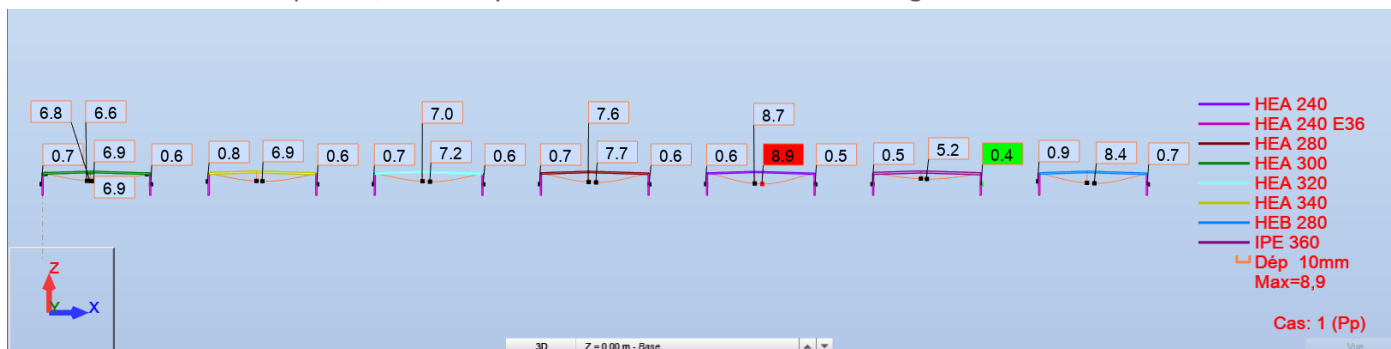 6.8 6.6
7.0
7.6
8.7
0.7 6.9 0.6 0.8 6.9 0.6 0.7 7.2 0.6 0.7 7.7 0.6 0.6 8.9 0.5 0.5 5.2 0.4 0.9 8.4 0.7
6.9
HEA 240
HEA 240 E36
HEA 280
HEA 300
HEA 320
HEA 340
HEB 280
IPE 360
Dép 10mm
Max=8,9
Cas: 1 (Pp)
Z
Y X
3D Z = 0.00 m - Base
Vue